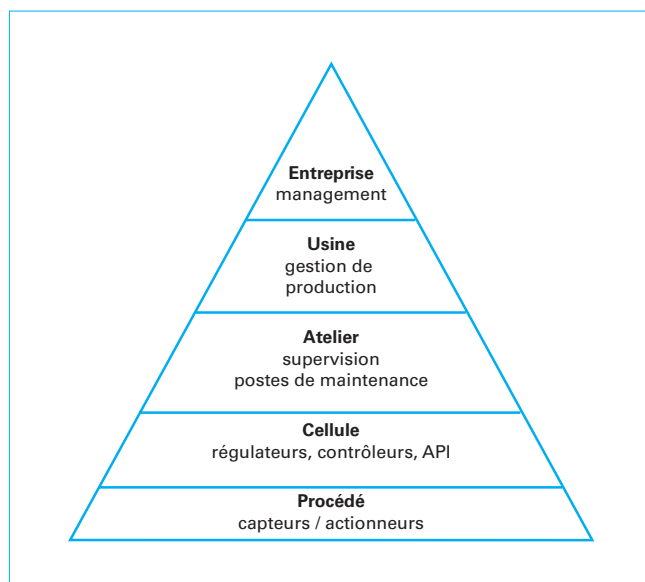 Entreprise
management
Usine
gestion de
production
Atelier
supervision
postes de maintenance
Cellule
régulateurs, contrôleurs, API
Procédé
capteurs / actionneurs